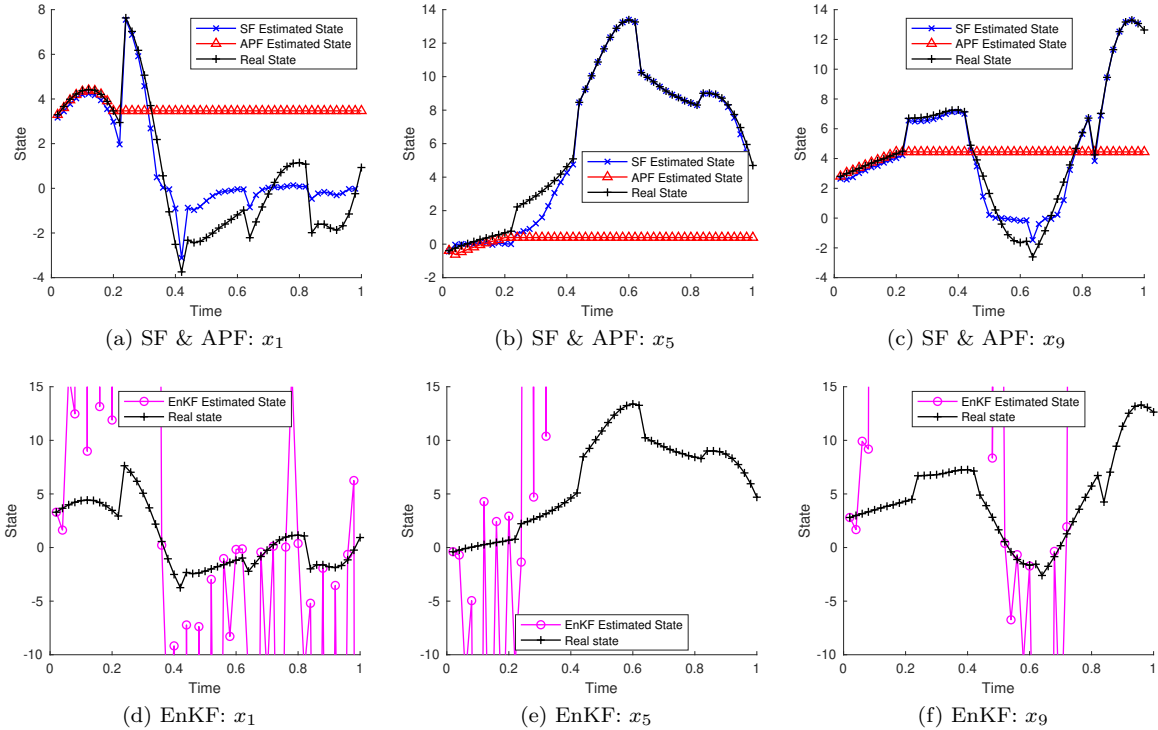 8
6
4
2
0
-2
-4
State
0 0.2 0.4 0.6 0.8 1
Time
SF Estimated State
APF Estimated State
Real State
(a) SF & APF: x₁
16
14
12
10
8
6
4
2
0
-2
State
0 0.2 0.4 0.6 0.8 1
Time
SF Estimated State
APF Estimated State
Real State
(b) SF & APF: x₅
14
12
10
8
6
4
2
0
-2
-4
State
0 0.2 0.4 0.6 0.8 1
Time
SF Estimated State
APF Estimated State
Real State
(c) SF & APF: x₉
15
10
5
0
-5
-10
State
0 0.2 0.4 0.6 0.8 1
Time
EnKF Estimated State
Real state
(d) EnKF: x₁
15
10
5
0
-5
-10
State
0 0.2 0.4 0.6 0.8 1
Time
EnKF Estimated State
Real state
(e) EnKF: x₅
15
10
5
0
-5
-10
State
0 0.2 0.4 0.6 0.8 1
Time
EnKF Estimated State
Real state
(f) EnKF: x₉